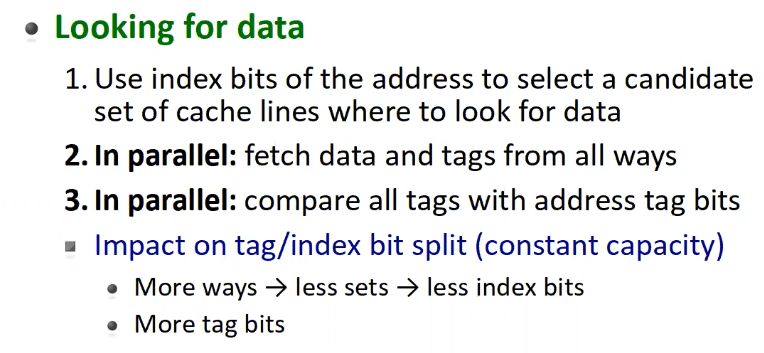 Looking for data
1. Use index bits of the address to select a candidate
set of cache lines where to look for data
2. In parallel: fetch data and tags from all ways
3. In parallel: compare all tags with address tag bits
Impact on tag/index bit split (constant capacity)
More ways → less sets → less index bits
More tag bits